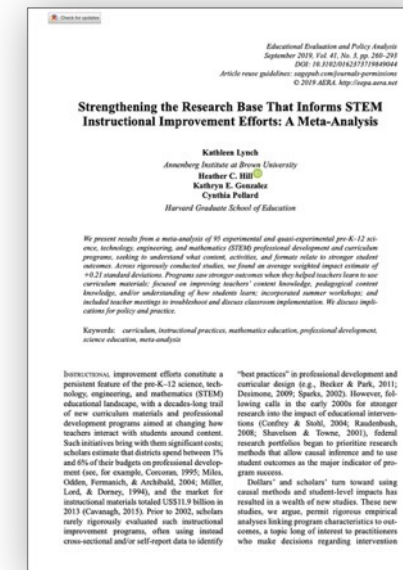 Check for updates
Educational Evaluation and Policy Analysis
September 2019, Vol. 41, No. 3, pp. 260–293
DOI: 10.3102/0162373719849044
Article reuse guidelines: sagepub.com/journals-permissions
© 2019 AERA. http://eepa.aera.net
Strengthening the Research Base That Informs STEM
Instructional Improvement Efforts: A Meta-Analysis
Kathleen Lynch
Annenberg Institute at Brown University
Heather C. Hill
Kathryn E. Gonzalez
Cynthia Pollard
Harvard Graduate School of Education
We present results from a meta-analysis of 95 experimental and quasi-experimental pre-K–12 sci-
ence, technology, engineering, and mathematics (STEM) professional development and curriculum
programs, seeking to understand what content, activities, and formats relate to stronger student
outcomes. Across rigorously conducted studies, we found an average weighted impact estimate of
+0.21 standard deviations. Programs saw stronger outcomes when they helped teachers learn to use
curriculum materials; focused on improving teachers' content knowledge, pedagogical content
knowledge, and/or understanding of how students learn; incorporated summer workshops; and
included teacher meetings to troubleshoot and discuss classroom implementation. We discuss impli-
cations for policy and practice.
Keywords: curriculum, instructional practices, mathematics education, professional development,
science education, meta-analysis
INSTRUCTIONAL improvement efforts constitute a
persistent feature of the pre-K–12 science, tech-
nology, engineering, and mathematics (STEM)
educational landscape, with a decades-long trail
of new curriculum materials and professional
development programs aimed at changing how
teachers interact with students around content.
Such initiatives bring with them significant costs;
scholars estimate that districts spend between 1%
and 6% of their budgets on professional develop-
ment (see, for example, Corcoran, 1995; Miles,
Odden, Fermanich, & Archibald, 2004; Miller,
Lord, & Dorney, 1994), and the market for
instructional materials totaled US$11.9 billion in
2013 (Cavanagh, 2015). Prior to 2002, scholars
rarely rigorously evaluated such instructional
improvement programs, often using instead
cross-sectional and/or self-report data to identify
“best practices” in professional development and
curricular design (e.g., Becker & Park, 2011;
Desimone, 2009; Sparks, 2002). However, fol-
lowing calls in the early 2000s for stronger
research into the impact of educational interven-
tions (Confrey & Stohl, 2004; Raudenbush,
2008; Shavelson & Towne, 2001), federal
research portfolios began to prioritize research
methods that allow causal inference and to use
student outcomes as the major indicator of pro-
gram success.
Dollars' and scholars' turn toward using
causal methods and student-level impacts has
resulted in a wealth of new studies. These new
studies, we argue, permit rigorous empirical
analyses linking program characteristics to out-
comes, a topic long of interest to practitioners
who make decisions regarding intervention